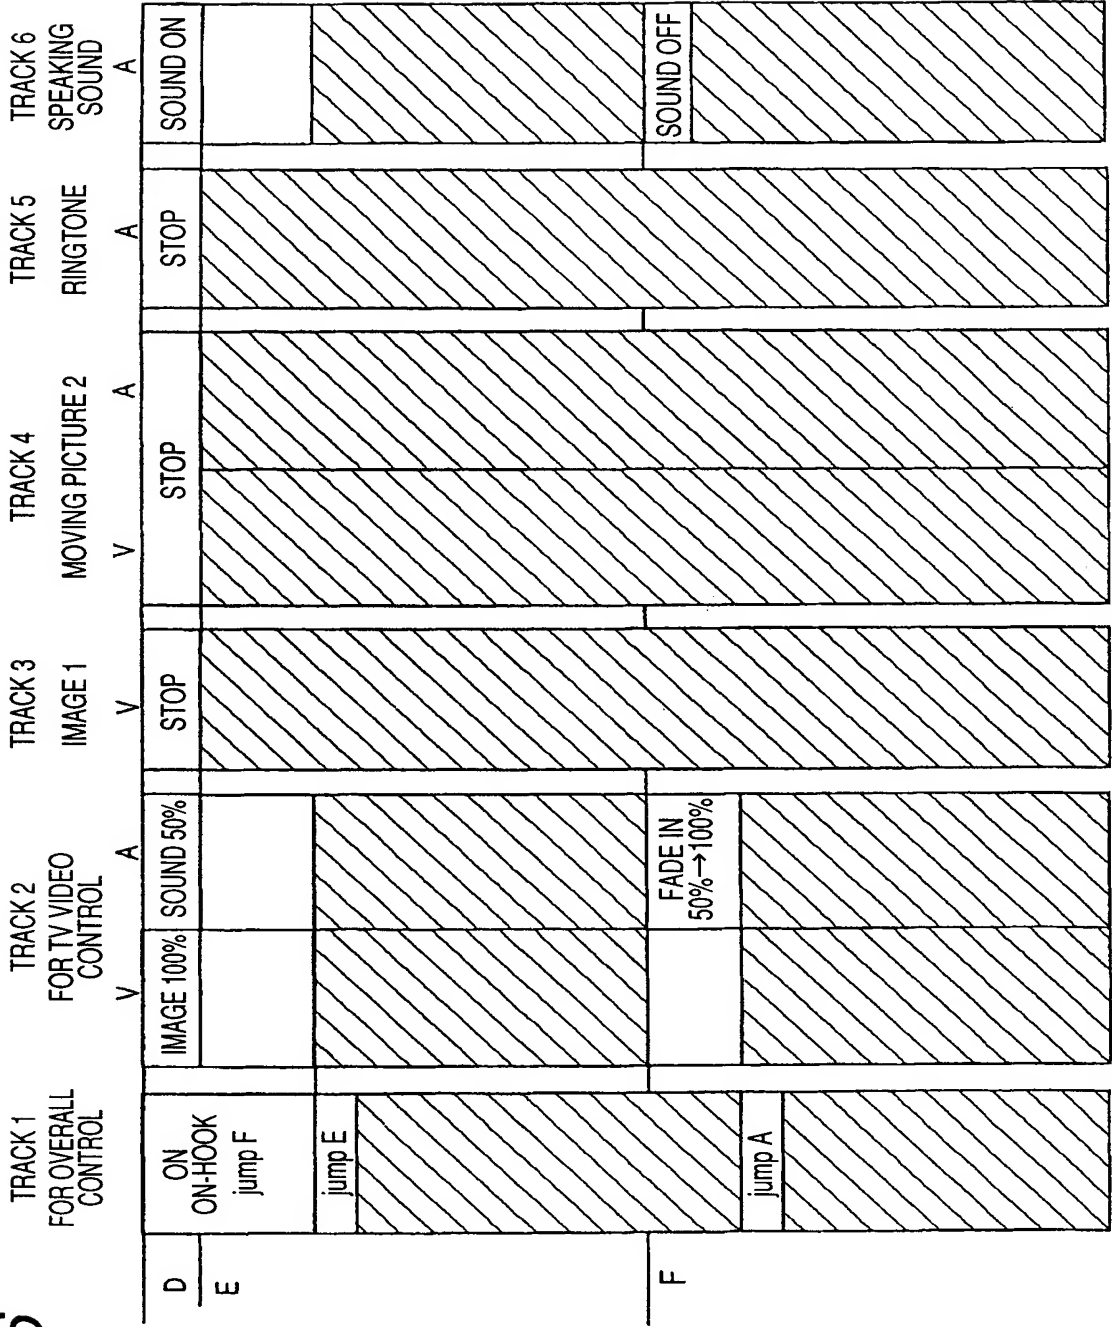 TRACK 1
FOR OVERALL
CONTROL
TRACK 2
FOR TV VIDEO
CONTROL
V
A
TRACK 3
IMAGE 1
V
TRACK 4
MOVING PICTURE 2
V
A
TRACK 5
RINGTONE
A
TRACK 6
SPEAKING
SOUND
A
D
ON
ON-HOOK
jump F
IMAGE 100%
SOUND 50%
STOP
STOP
STOP
SOUND ON
E
jump E
F
FADE IN
50%→100%
SOUND OFF
jump A